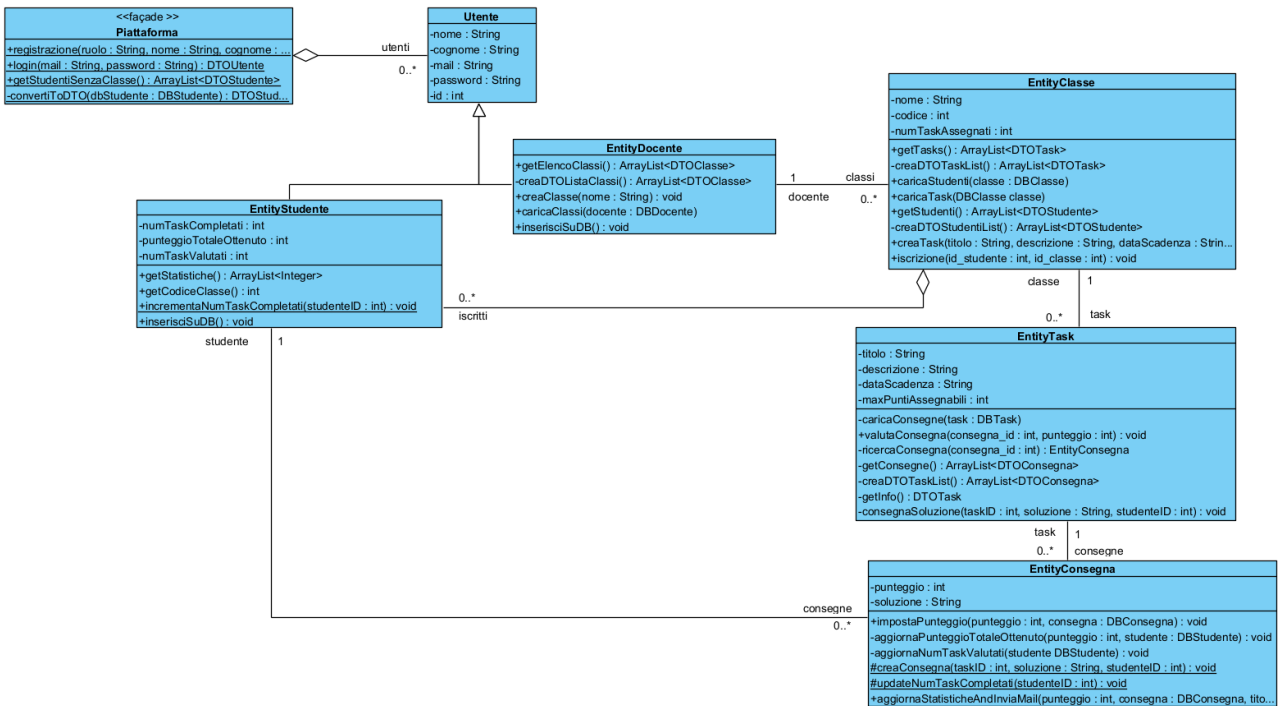 <<façade >>
Piattaforma
+registrazione(ruolo : String, nome : String, cognome : ...
+login(mail : String, password : String) : DTOUtente
+getStudentiSenzaClasse() : ArrayList<DTOStudente>
-convertiToDTO(dbStudente : DBStudente) : DTOStud...
utenti
0..*
Utente
-nome : String
-cognome : String
-mail : String
-password : String
-id : int
EntityDocente
+getElencoClassi() : ArrayList<DTOClasse>
-creaDTOListaClassi() : ArrayList<DTOClasse>
+creaClasse(nome : String) : void
+caricaClassi(docente : DBDocente)
+inserisciSuDB() : void
1
docente
classi
0..*
EntityClasse
-nome : String
-codice : int
-numTaskAssegnati : int
+getTasks() : ArrayList<DTOTask>
-creaDTOTaskList() : ArrayList<DTOTask>
+caricaStudenti(classe : DBClasse)
+caricaTask(DBClasse classe)
+getStudenti() : ArrayList<DTOStudente>
-creaDTOStudentiList() : ArrayList<DTOStudente>
+creaTask(titolo : String, descrizione : String, dataScadenza : Strin...
+iscrizione(id_studente : int, id_classe : int) : void
EntityStudente
-numTaskCompletati : int
-punteggioTotaleOttenuto : int
-numTaskValutati : int
+getStatistiche() : ArrayList<Integer>
+getCodiceClasse() : int
+incrementaNumTaskCompletati(studenteID : int) : void
+inserisciSuDB() : void
0..*
iscritti
classe
1
0..*
task
studente
1
EntityTask
-titolo : String
-descrizione : String
-dataScadenza : String
-maxPuntiAssegnabili : int
-caricaConsegne(task : DBTask)
+valutaConsegna(consegna_id : int, punteggio : int) : void
-ricercaConsegna(consegna_id : int) : EntityConsegna
-getConsegne() : ArrayList<DTOConsegna>
-creaDTOTaskList() : ArrayList<DTOConsegna>
-getInfo() : DTOTask
-consegnaSoluzione(taskID : int, soluzione : String, studenteID : int) : void
task
1
0..*
consegne
consegne
0..*
EntityConsegna
-punteggio : int
-soluzione : String
+impostaPunteggio(punteggio : int, consegna : DBConsegna) : void
-aggiornaPunteggioTotaleOttenuto(punteggio : int, studente : DBStudente) : void
-aggiornaNumTaskValutati(studente DBStudente) : void
#creaConsegna(taskID : int, soluzione : String, studenteID : int) : void
#updateNumTaskCompletati(studenteID : int) : void
+aggiornaStatisticheAndInviaMail(punteggio : int, consegna : DBConsegna, tito...